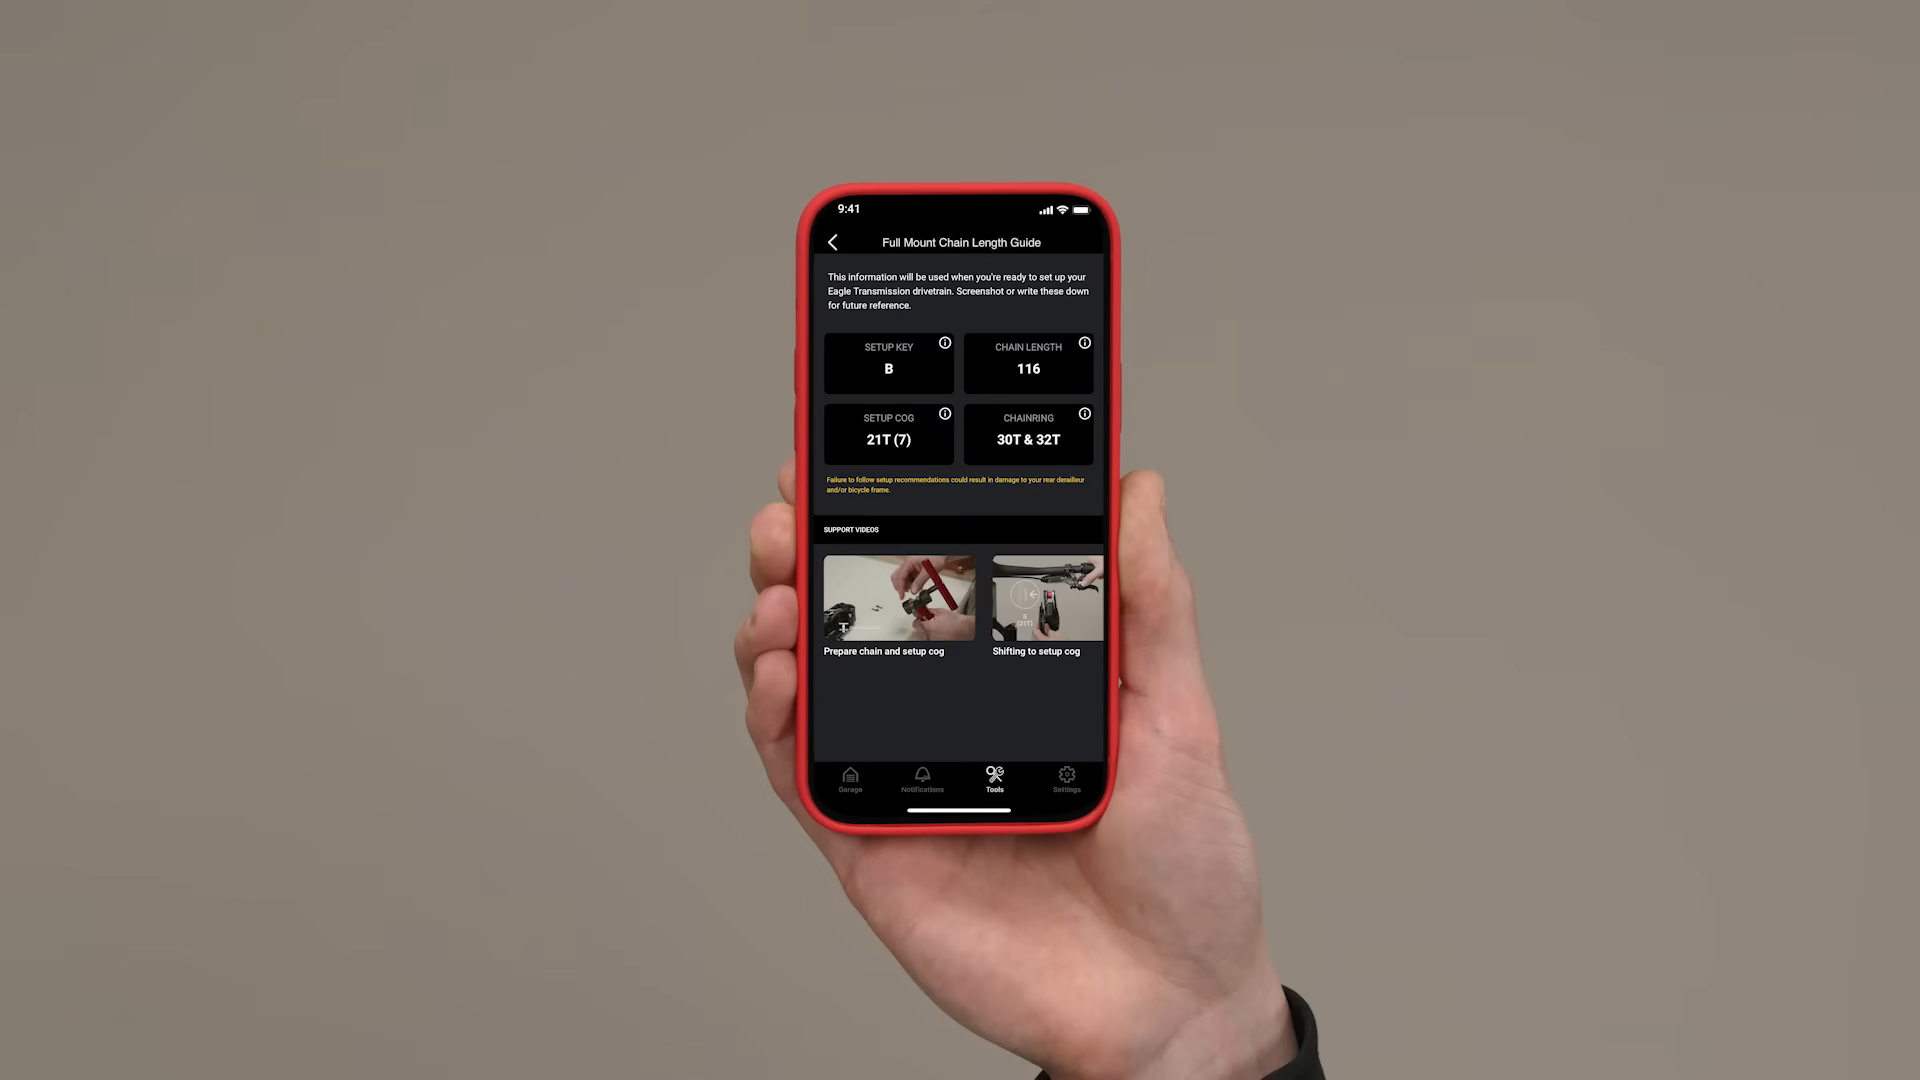 9:41
Full Mount Chain Length Guide
This information will be used when you're ready to set up your
Eagle Transmission drivetrain. Screenshot or write these down
for future reference.
SETUP KEY
B
CHAIN LENGTH
116
SETUP COG
21T (7)
CHAINRING
30T & 32T
Failure to follow setup recommendations could result in damage to your rear derailleur
and/or bicycle frame.
SUPPORT VIDEOS
(21T)
Prepare chain and setup cog
Shifting to setup cog
Garage
Notifications
Tools
Settings